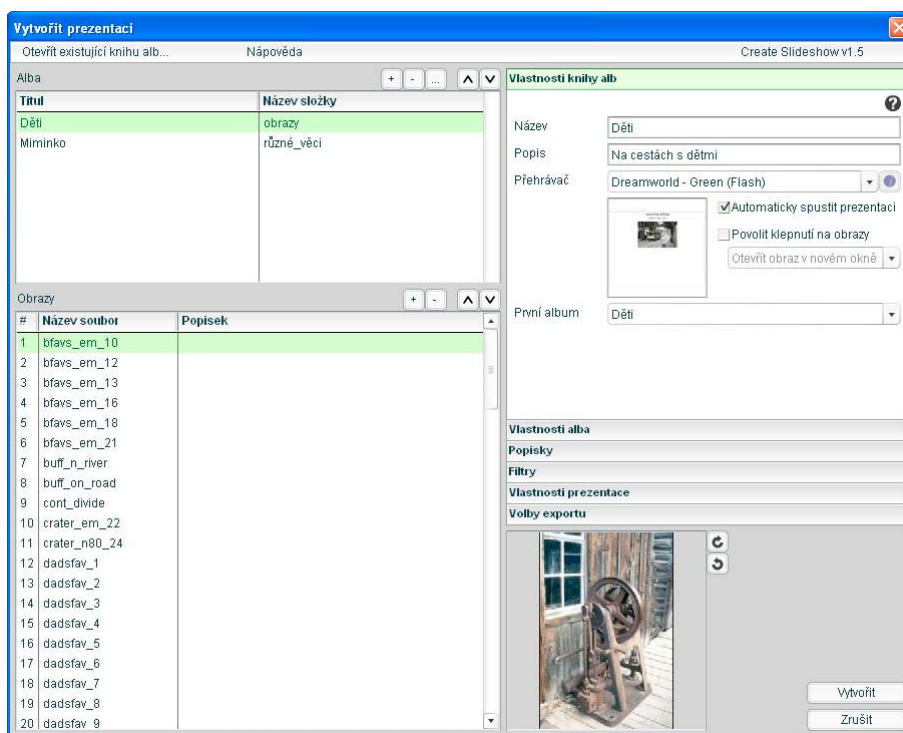 Vytvořit prezentaci
Otevřít existující knihu alb...
Nápověda
Create Slideshow v1.5
Alba
+ - ...
Titul Název složky
Děti obrazy
Miminko různé_věci
Obrazy
+ -
# Název soubor Popisek
1 bfavs_em_10
2 bfavs_em_12
3 bfavs_em_13
4 bfavs_em_16
5 bfavs_em_18
6 bfavs_em_21
7 buff_n_river
8 buff_on_road
9 cont_divide
10 crater_em_22
11 crater_n80_24
12 dadsfav_1
13 dadsfav_2
14 dadsfav_3
15 dadsfav_4
16 dadsfav_5
17 dadsfav_6
18 dadsfav_7
19 dadsfav_8
20 dadsfav_9
Vlastnosti knihy alb
?
Název Děti
Popis Na cestách s dětmi
Přehrávač Dreamworld - Green (Flash)
Automaticky spustit prezentaci
Povolit klepnutí na obrazy
Otevřít obraz v novém okně
První album Děti
Vlastnosti alba
Popisky
Filtry
Vlastnosti prezentace
Volby exportu
Vytvořit
Zrušit